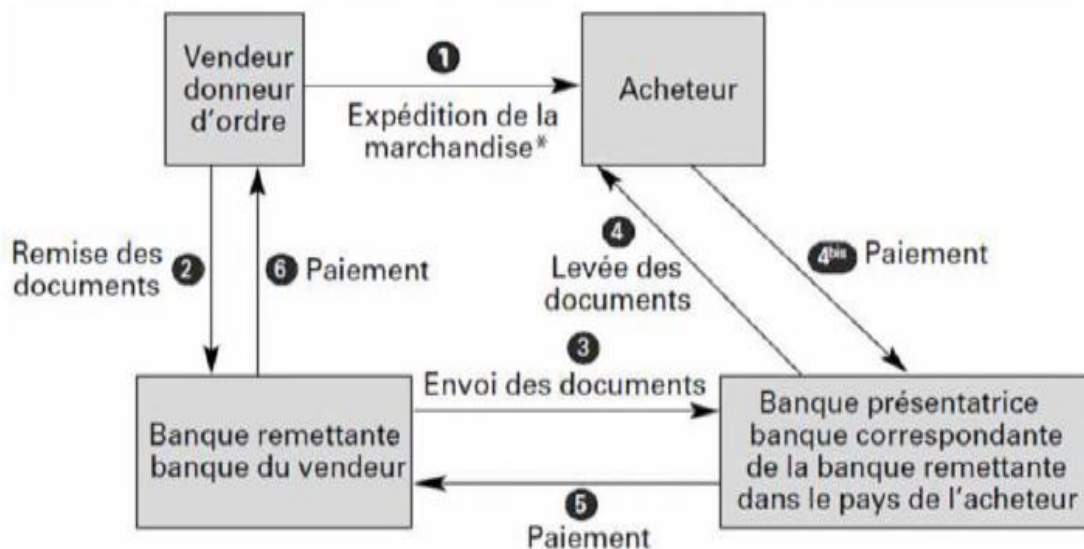 Vendeur
donneur
d'ordre
1
Expédition de la
marchandise*
Acheteur
Remise des
documents
2
6 Paiement
4
Levée des
documents
4bis Paiement
3
Envoi des documents
Banque remettante
banque du vendeur
Banque présentatrice
banque correspondante
de la banque remettante
dans le pays de l'acheteur
5
Paiement